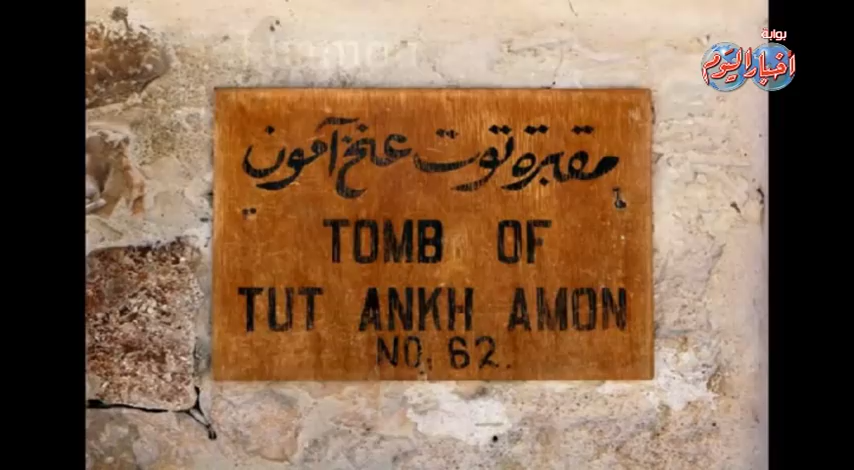 بوابة
أخبار اليوم
مقبرة توت عنخ آمون
TOMB OF
TUT ANKH AMON
NO. 62.